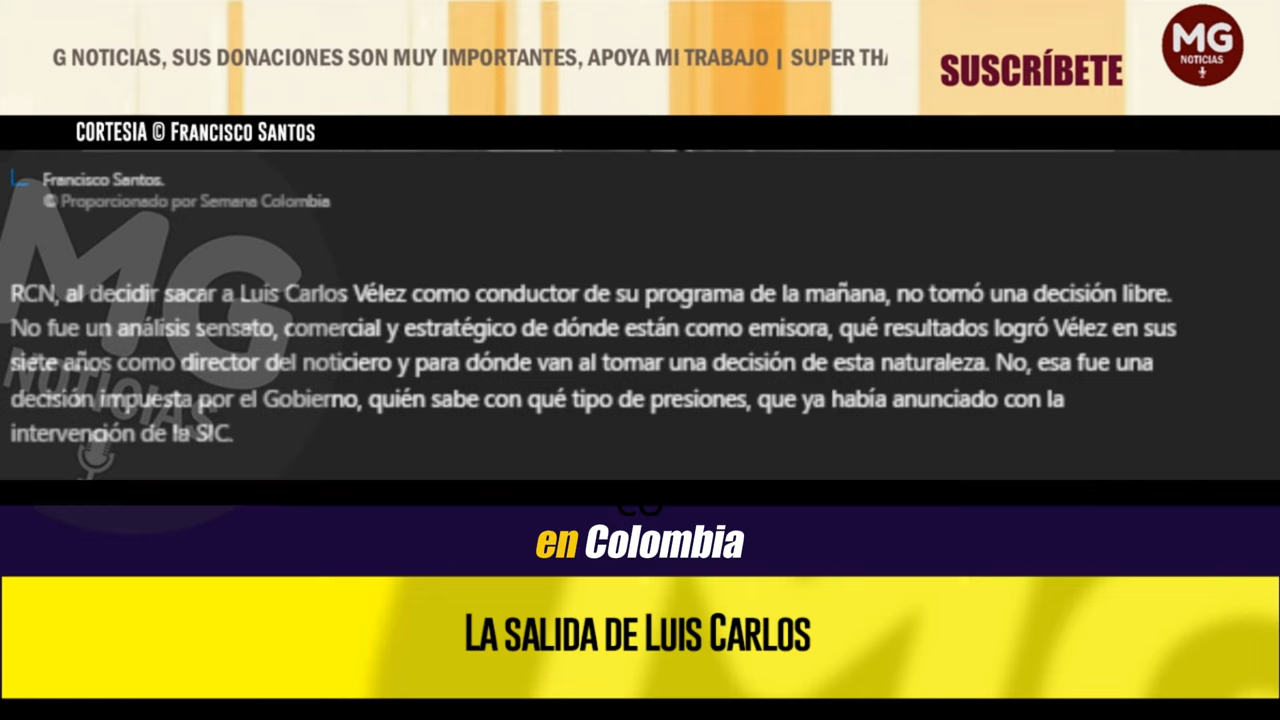 G NOTICIAS, SUS DONACIONES SON MUY IMPORTANTES, APOYA MI TRABAJO | SUPER THA
SUSCRÍBETE
MG
NOTICIAS
CORTESIA © FRANCISCO SANTOS
Francisco Santos.
© Proporcionado por Semana Colombia
MG
NOTICIAS
RCN, al decidir sacar a Luis Carlos Vélez como conductor de su programa de la mañana, no tomó una decisión libre.
No fue un análisis sensato, comercial y estratégico de dónde están como emisora, qué resultados logró Vélez en sus
siete años como director del noticiero y para dónde van al tomar una decisión de esta naturaleza. No, esa fue una
decisión impuesta por el Gobierno, quién sabe con qué tipo de presiones, que ya había anunciado con la
intervención de la SIC.
en Colombia
LA SALIDA DE LUIS CARLOS